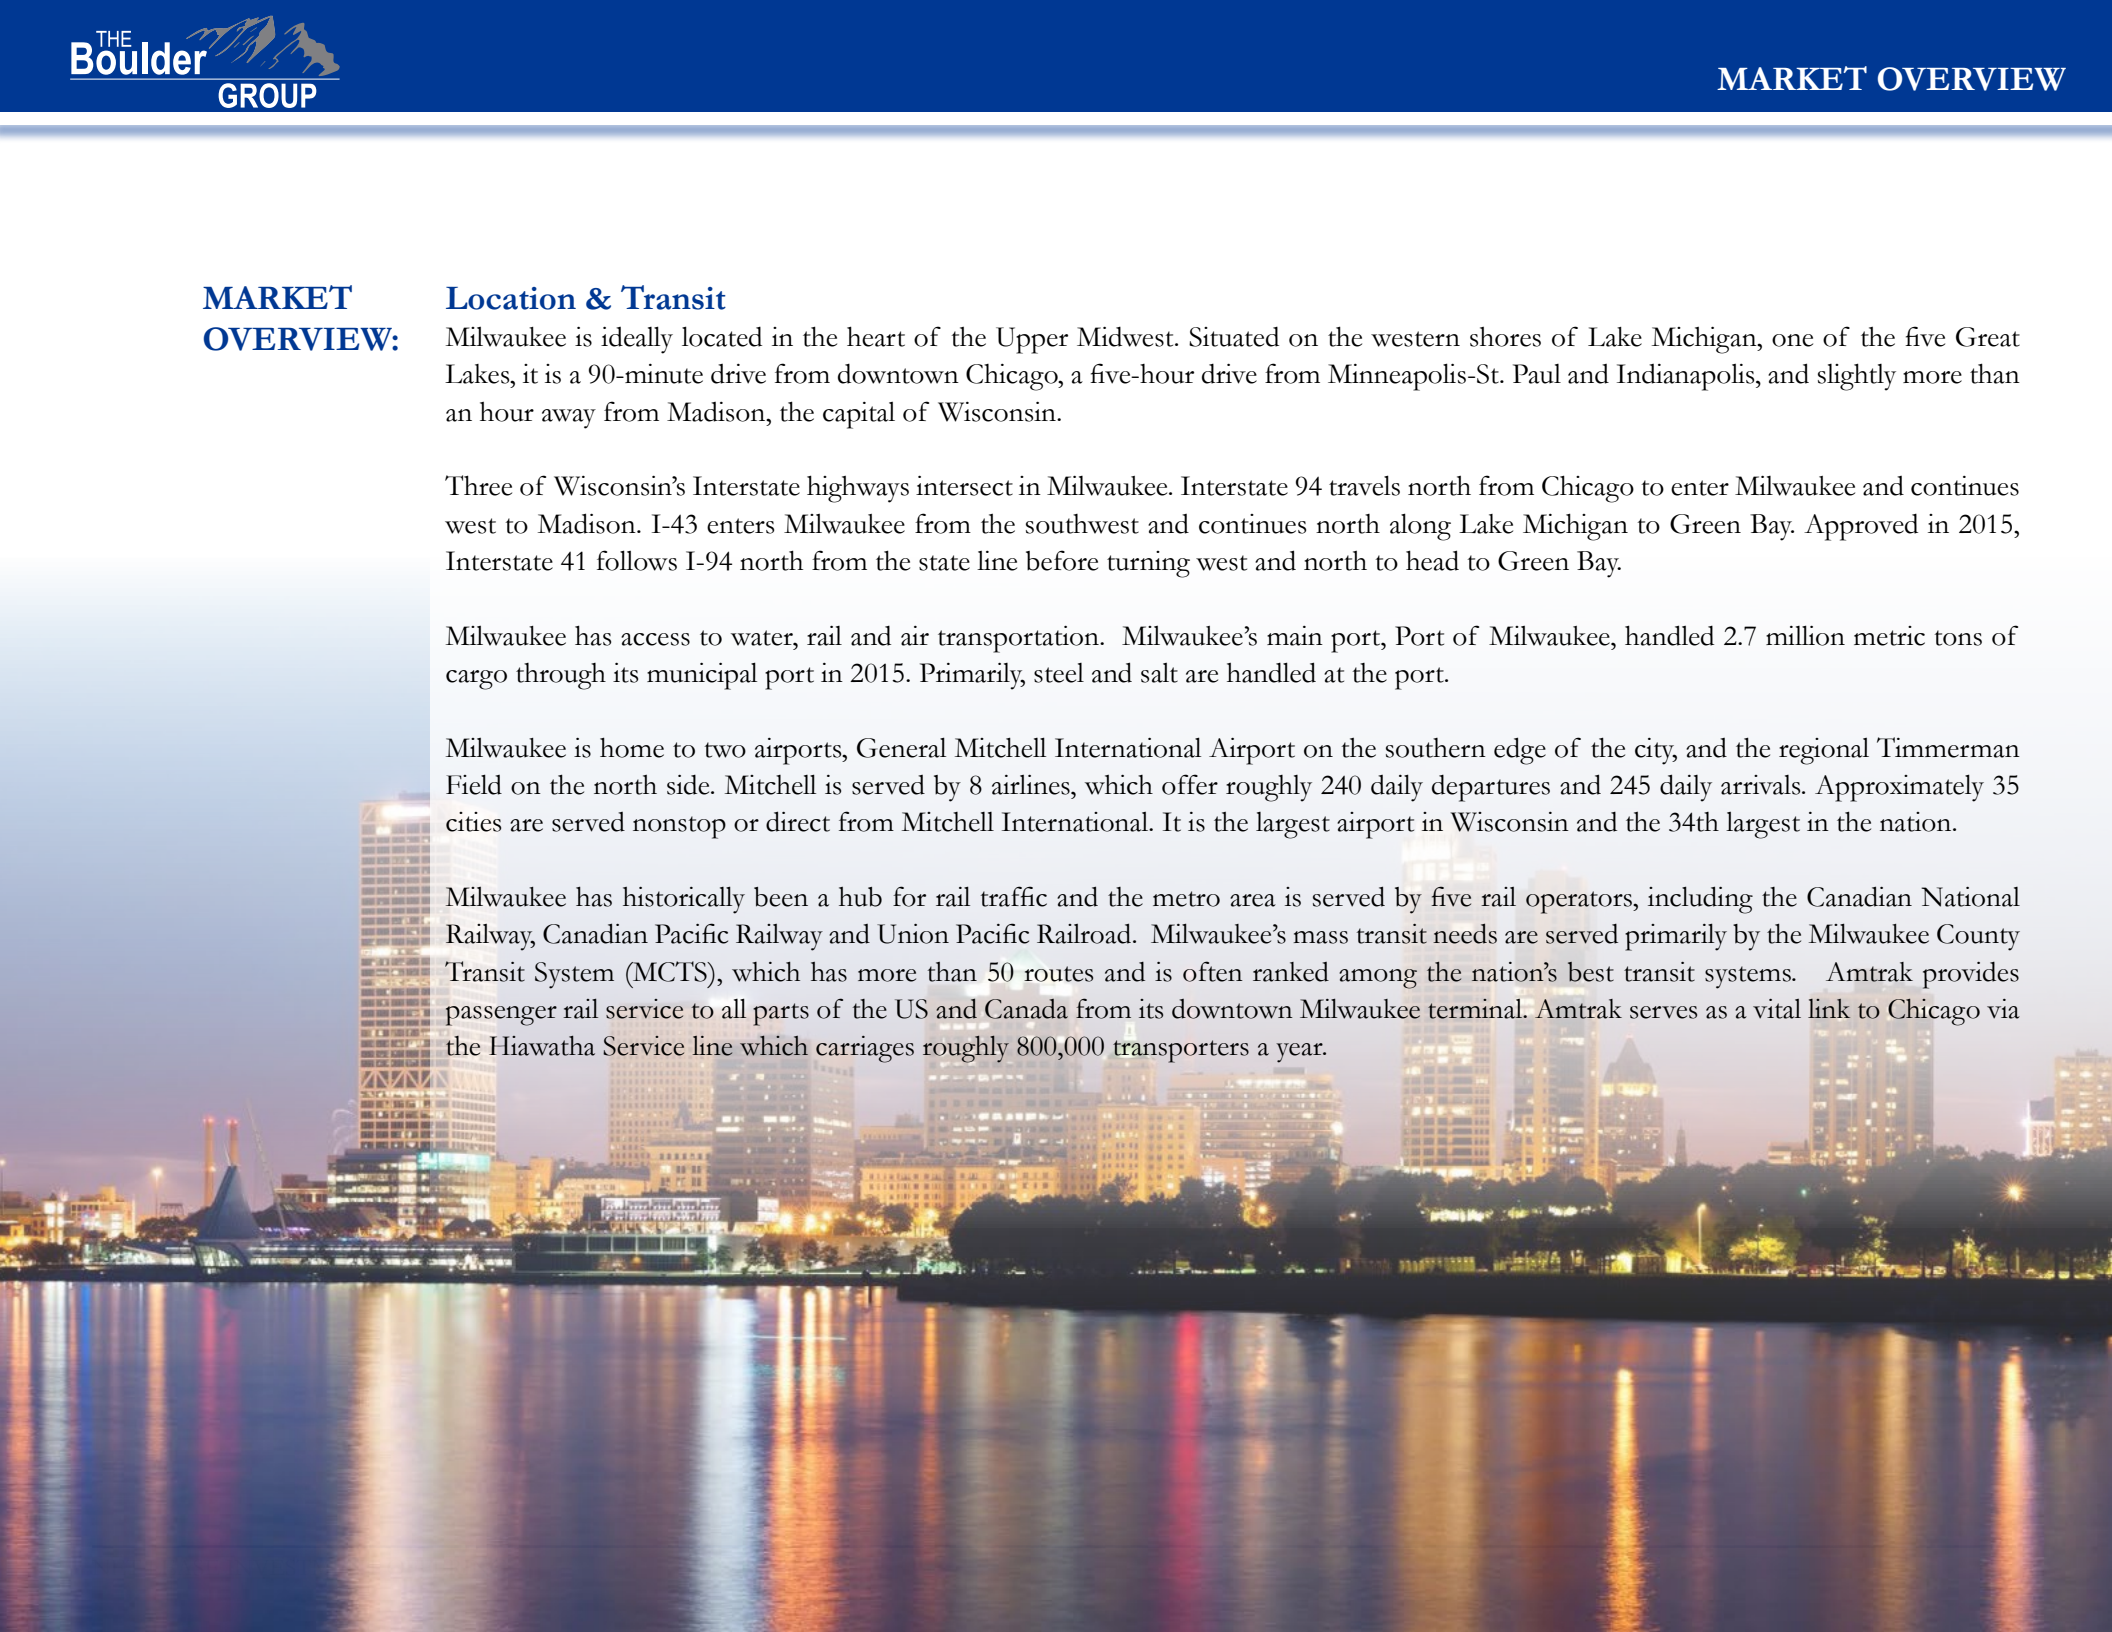 THE
Boulder
GROUP
MARKET OVERVIEW
MARKET
OVERVIEW:
Location & Transit
Milwaukee is ideally located in the heart of the Upper Midwest. Situated on the western shores of Lake Michigan, one of the five Great
Lakes, it is a 90-minute drive from downtown Chicago, a five-hour drive from Minneapolis-St. Paul and Indianapolis, and slightly more than
an hour away from Madison, the capital of Wisconsin.
Three of Wisconsin's Interstate highways intersect in Milwaukee. Interstate 94 travels north from Chicago to enter Milwaukee and continues
west to Madison. I-43 enters Milwaukee from the southwest and continues north along Lake Michigan to Green Bay. Approved in 2015,
Interstate 41 follows I-94 north from the state line before turning west and north to head to Green Bay.
Milwaukee has access to water, rail and air transportation.  Milwaukee's main port, Port of Milwaukee, handled 2.7 million metric tons of
cargo through its municipal port in 2015. Primarily, steel and salt are handled at the port.
Milwaukee is home to two airports, General Mitchell International Airport on the southern edge of the city, and the regional Timmerman
Field on the north side. Mitchell is served by 8 airlines, which offer roughly 240 daily departures and 245 daily arrivals. Approximately 35
cities are served nonstop or direct from Mitchell International. It is the largest airport in Wisconsin and the 34th largest in the nation.
Milwaukee has historically been a hub for rail traffic and the metro area is served by five rail operators, including the Canadian National
Railway, Canadian Pacific Railway and Union Pacific Railroad.  Milwaukee's mass transit needs are served primarily by the Milwaukee County
Transit System (MCTS), which has more than 50 routes and is often ranked among the nation's best transit systems.   Amtrak provides
passenger rail service to all parts of the US and Canada from its downtown Milwaukee terminal. Amtrak serves as a vital link to Chicago via
the Hiawatha Service line which carriages roughly 800,000 transporters a year.